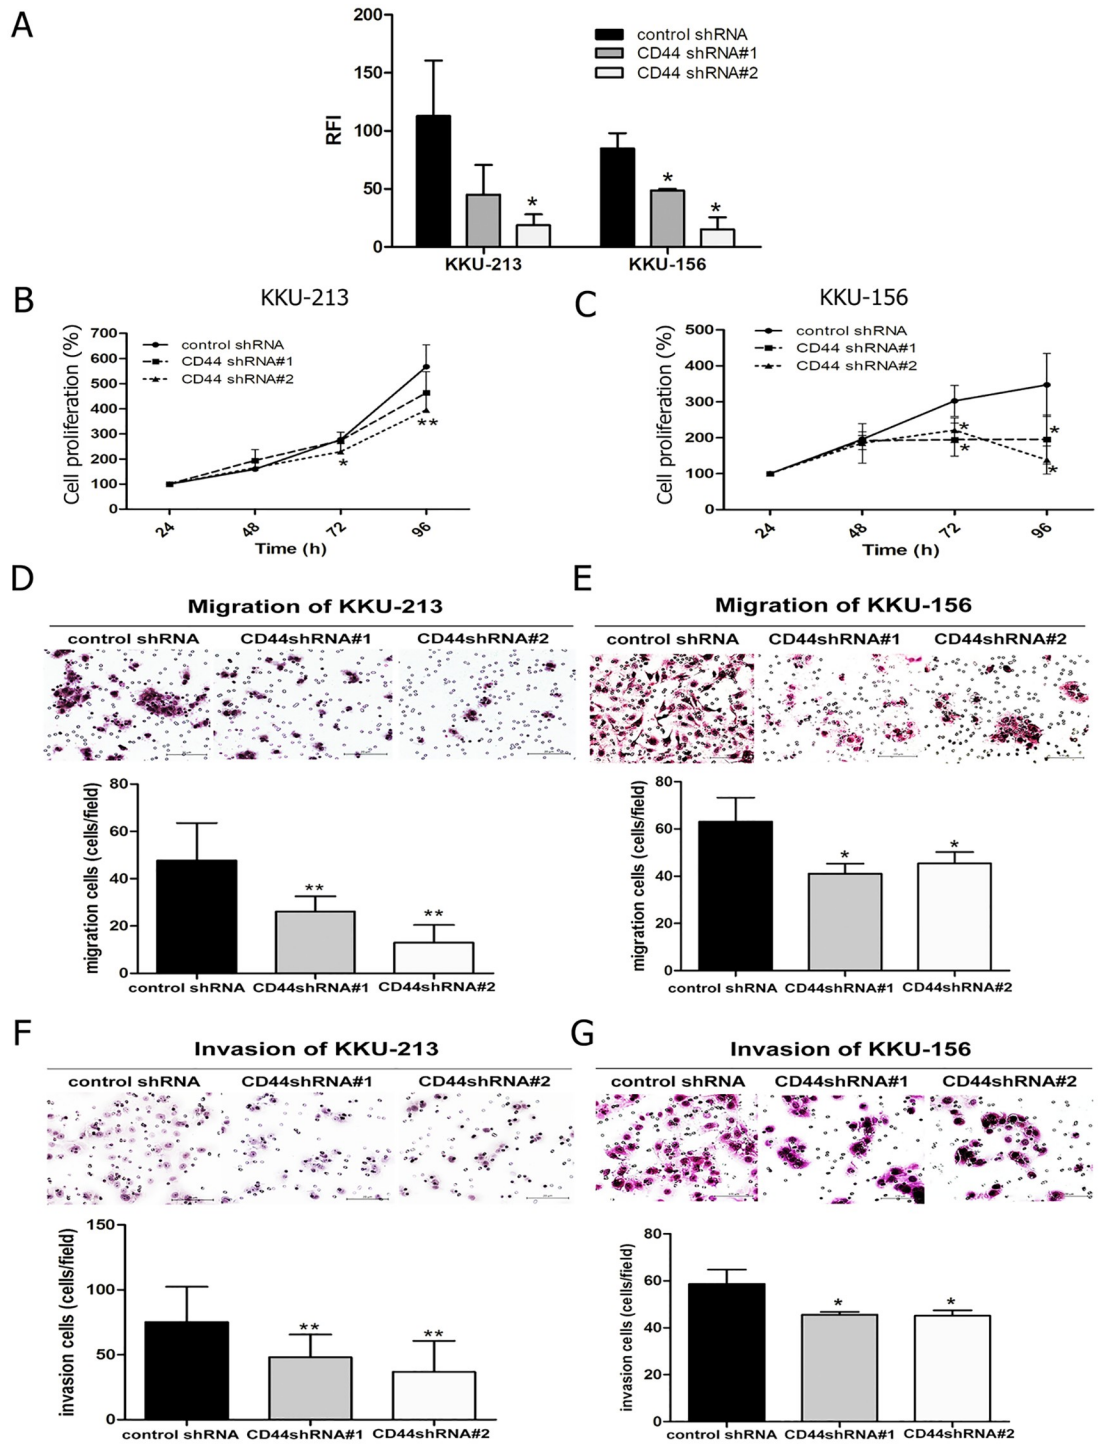 A
200
150
100
50
0
RFI
control shRNA
CD44 shRNA#1
CD44 shRNA#2
*
*
*
KKU-213
KKU-156
B
KKU-213
700
600
500
400
300
200
100
0
Cell proliferation (%)
control shRNA
CD44 shRNA#1
CD44 shRNA#2
*
**
24
48
72
96
Time (h)
C
KKU-156
500
400
300
200
100
0
Cell proliferation (%)
control shRNA
CD44 shRNA#1
CD44 shRNA#2
*
*
*
*
24
48
72
96
Time (h)
D
Migration of KKU-213
control shRNA
CD44shRNA#1
CD44shRNA#2
80
60
40
20
0
migration cells (cells/field)
**
**
control shRNA
CD44shRNA#1
CD44shRNA#2
E
Migration of KKU-156
control shRNA
CD44shRNA#1
CD44shRNA#2
80
60
40
20
0
migration cells (cells/field)
*
*
control shRNA
CD44shRNA#1
CD44shRNA#2
F
Invasion of KKU-213
control shRNA
CD44shRNA#1
CD44shRNA#2
150
100
50
0
invasion cells (cells/field)
**
**
control shRNA
CD44shRNA#1
CD44shRNA#2
G
Invasion of KKU-156
control shRNA
CD44shRNA#1
CD44shRNA#2
80
60
40
20
0
invasion cells (cells/field)
*
*
control shRNA
CD44shRNA#1
CD44shRNA#2